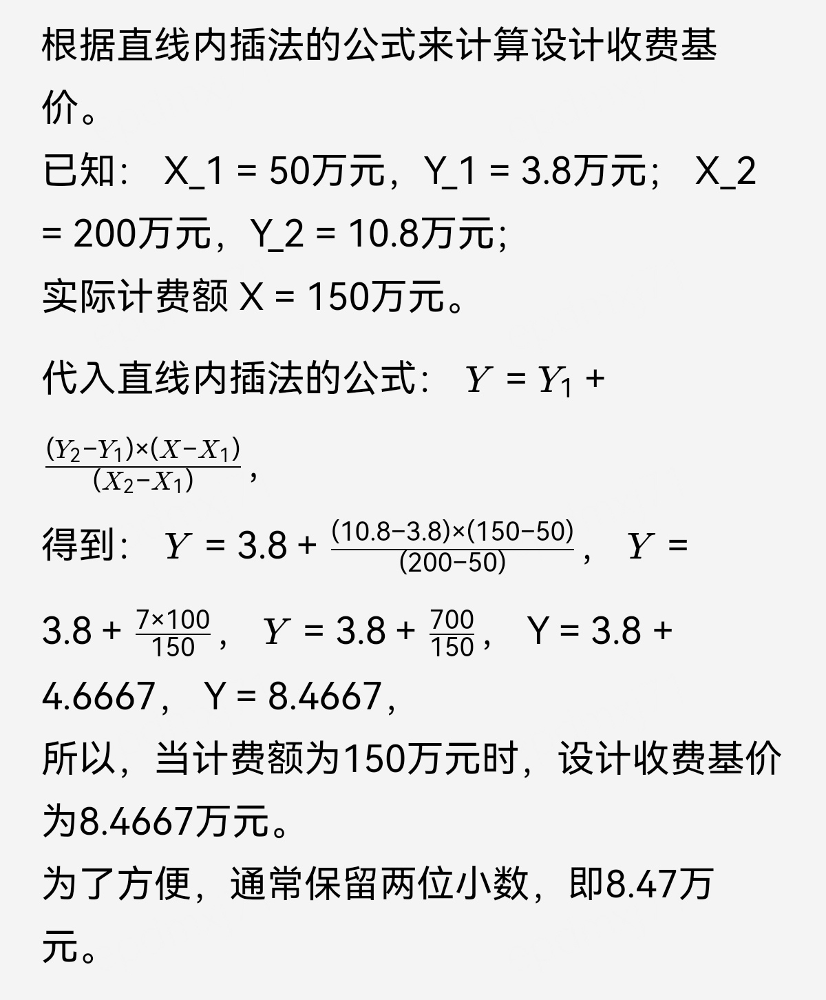 根据直线内插法的公式来计算设计收费基
价。
已知： X_1 = 50万元，Y_1 = 3.8万元； X_2
= 200万元，Y_2 = 10.8万元；
实际计费额 X = 150万元。
代入直线内插法的公式： Y = Y₁ +
(Y₂−Y₁)×(X−X₁)/(X₂−X₁)，
得到： Y = 3.8 + (10.8−3.8)×(150−50)/(200−50)， Y =
3.8 + 7×100/150， Y = 3.8 + 700/150， Y = 3.8 +
4.6667， Y = 8.4667，
所以，当计费额为150万元时，设计收费基价
为8.4667万元。
为了方便，通常保留两位小数，即8.47万
元。